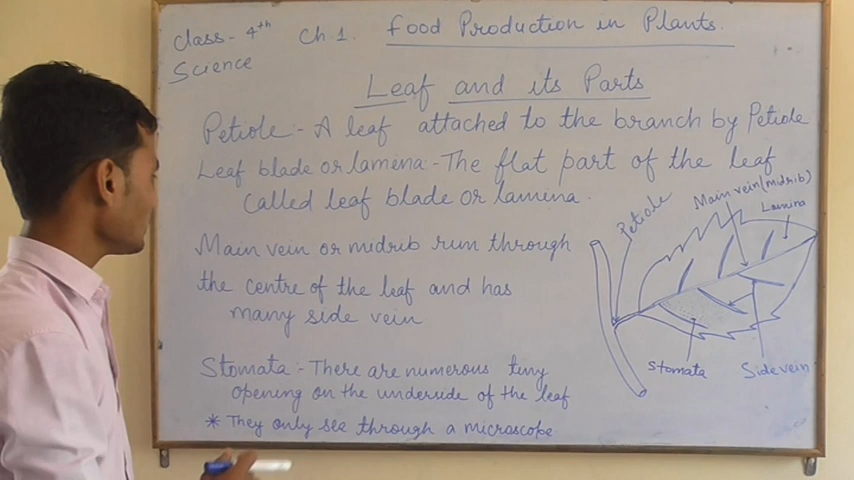 Class - 4th Ch. 1. Food Production in Plants.
Science
Leaf and its Parts
Petiole - A leaf attached to the branch by Petiole
Leaf blade or lamina - The flat part of the leaf
called leaf blade or lamina.
Main vein or midrib run through
the centre of the leaf and has
many side vein
Stomata - There are numerous tiny
opening on the underside of the leaf
* They only see through a microscope
Petiole
Main vein (midrib)
Lamina
Stomata
Side vein